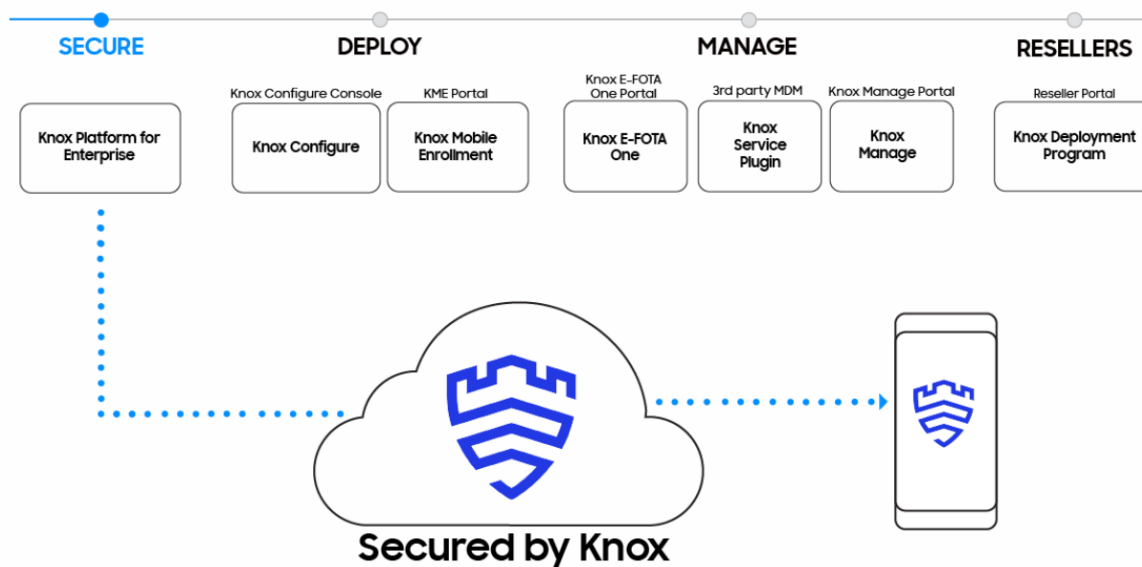 SECURE
DEPLOY
MANAGE
RESELLERS
Knox Platform for
Enterprise
Knox Configure Console
Knox Configure
KME Portal
Knox Mobile
Enrollment
Knox E-FOTA
One Portal
Knox E-FOTA
One
3rd party MDM
Knox
Service
Plugin
Knox Manage Portal
Knox
Manage
Reseller Portal
Knox Deployment
Program
Secured by Knox